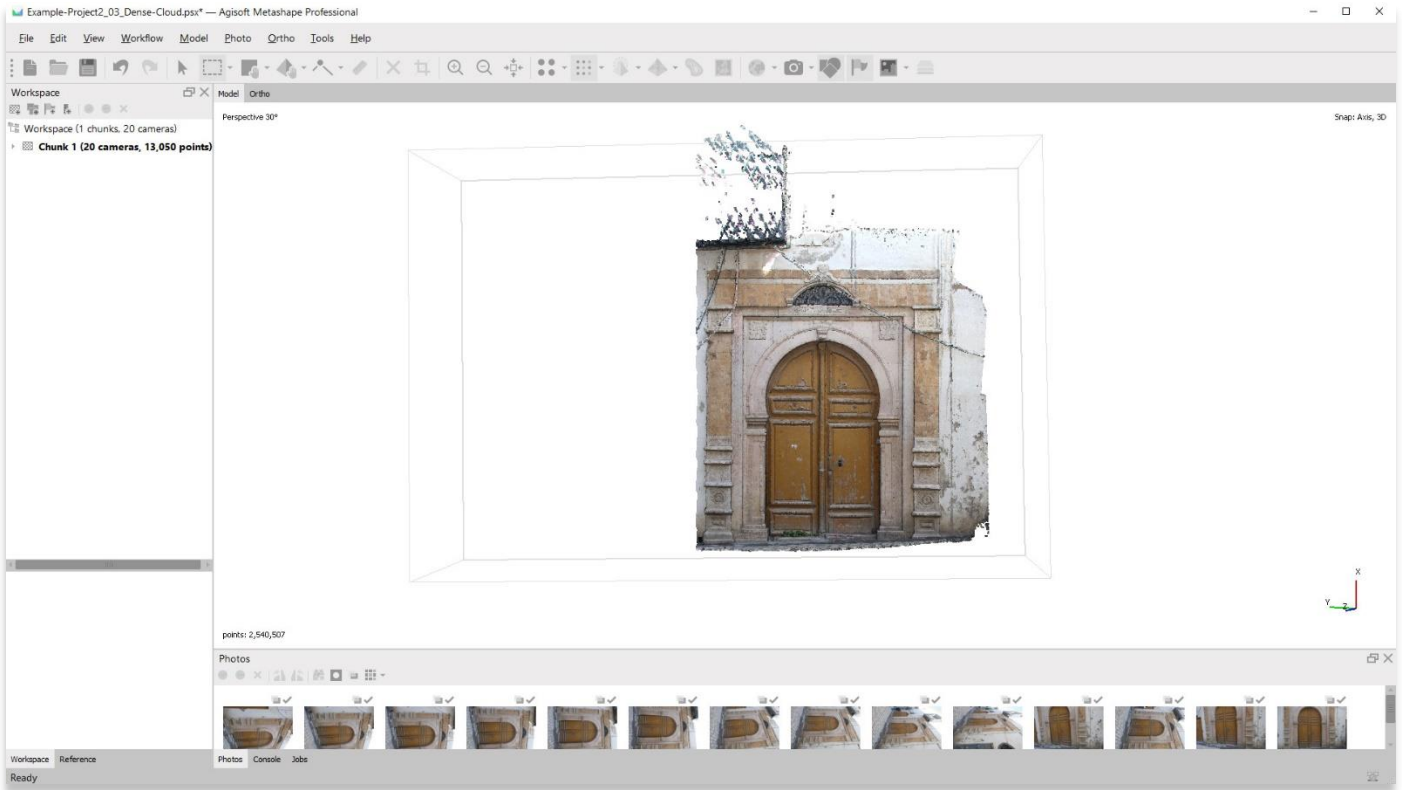 Example-Project2_03_Dense-Cloud.psx* — Agisoft Metashape Professional
File Edit View Workflow Model Photo Ortho Tools Help
Workspace
Model Ortho
Workspace (1 chunks, 20 cameras)
Chunk 1 (20 cameras, 13,050 points)
Perspective 30°
Snap: Axis, 3D
X
Y
Z
points: 2,540,507
Photos
Workspace Reference
Photos Console Jobs
Ready